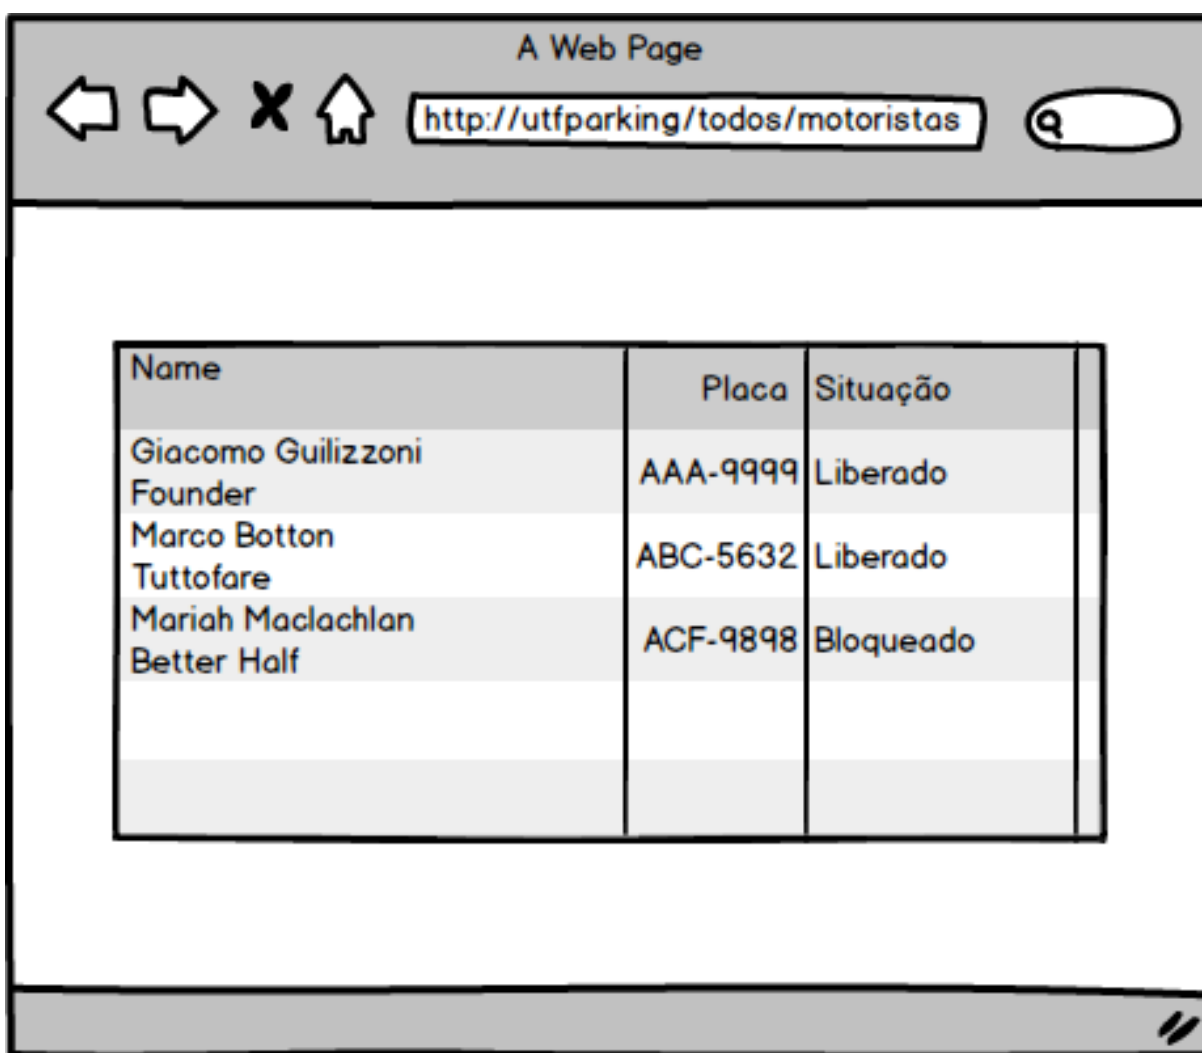 A Web Page
http://utfparking/todos/motoristas
Name
Placa Situação
Giacomo Guilizzoni
Founder
AAA-9999 Liberado
Marco Botton
Tuttofare
ABC-5632 Liberado
Mariah Maclachlan
Better Half
ACF-9898 Bloqueado